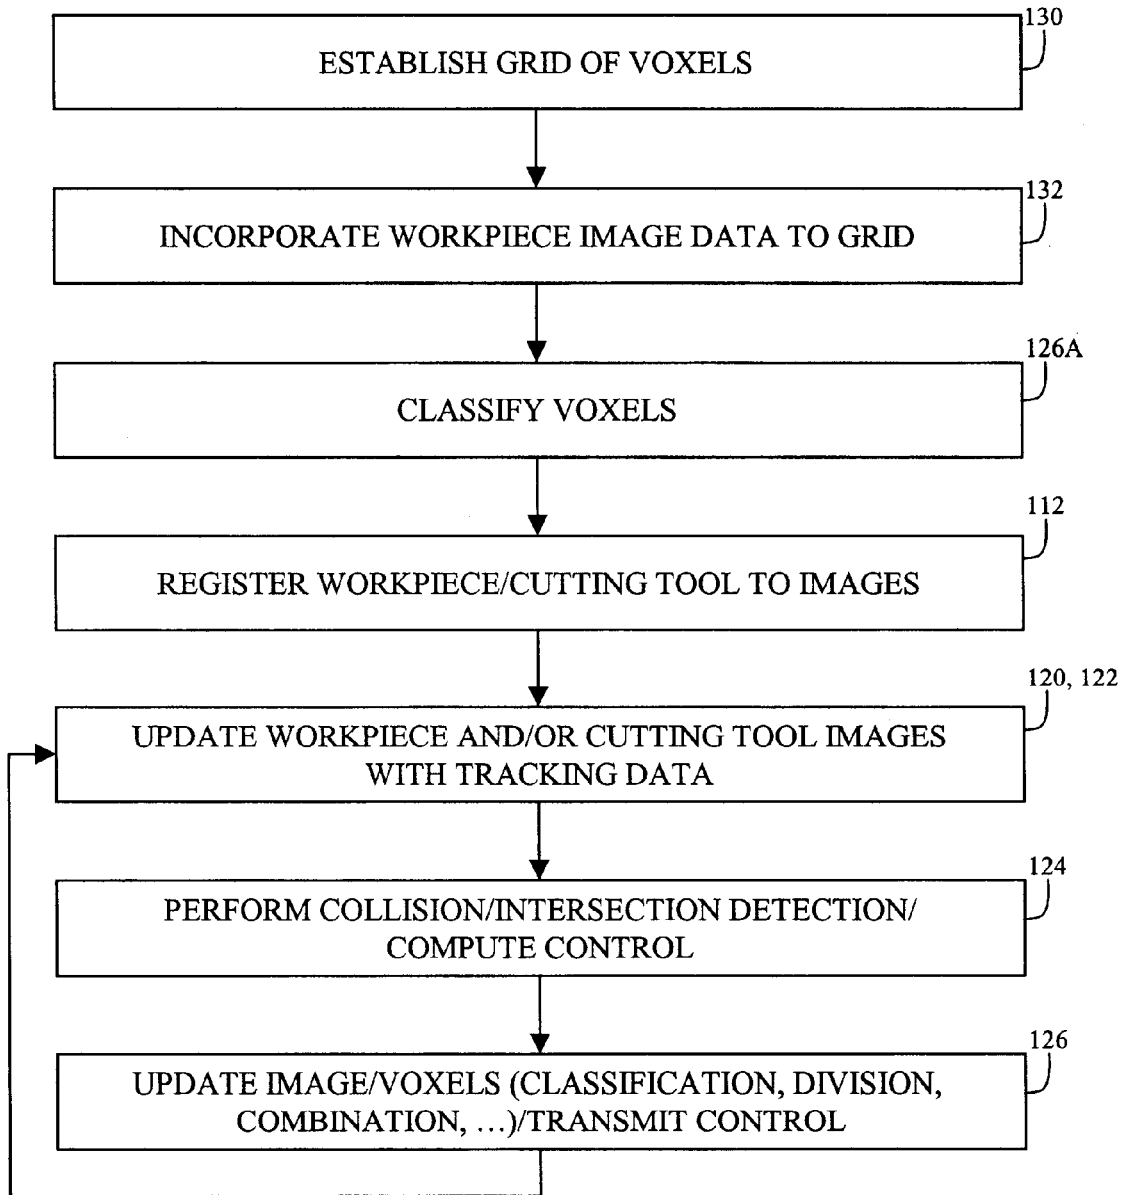 130
ESTABLISH GRID OF VOXELS
132
INCORPORATE WORKPIECE IMAGE DATA TO GRID
126A
CLASSIFY VOXELS
112
REGISTER WORKPIECE/CUTTING TOOL TO IMAGES
120, 122
UPDATE WORKPIECE AND/OR CUTTING TOOL IMAGES
WITH TRACKING DATA
124
PERFORM COLLISION/INTERSECTION DETECTION/
COMPUTE CONTROL
126
UPDATE IMAGE/VOXELS (CLASSIFICATION, DIVISION,
COMBINATION, …)/TRANSMIT CONTROL